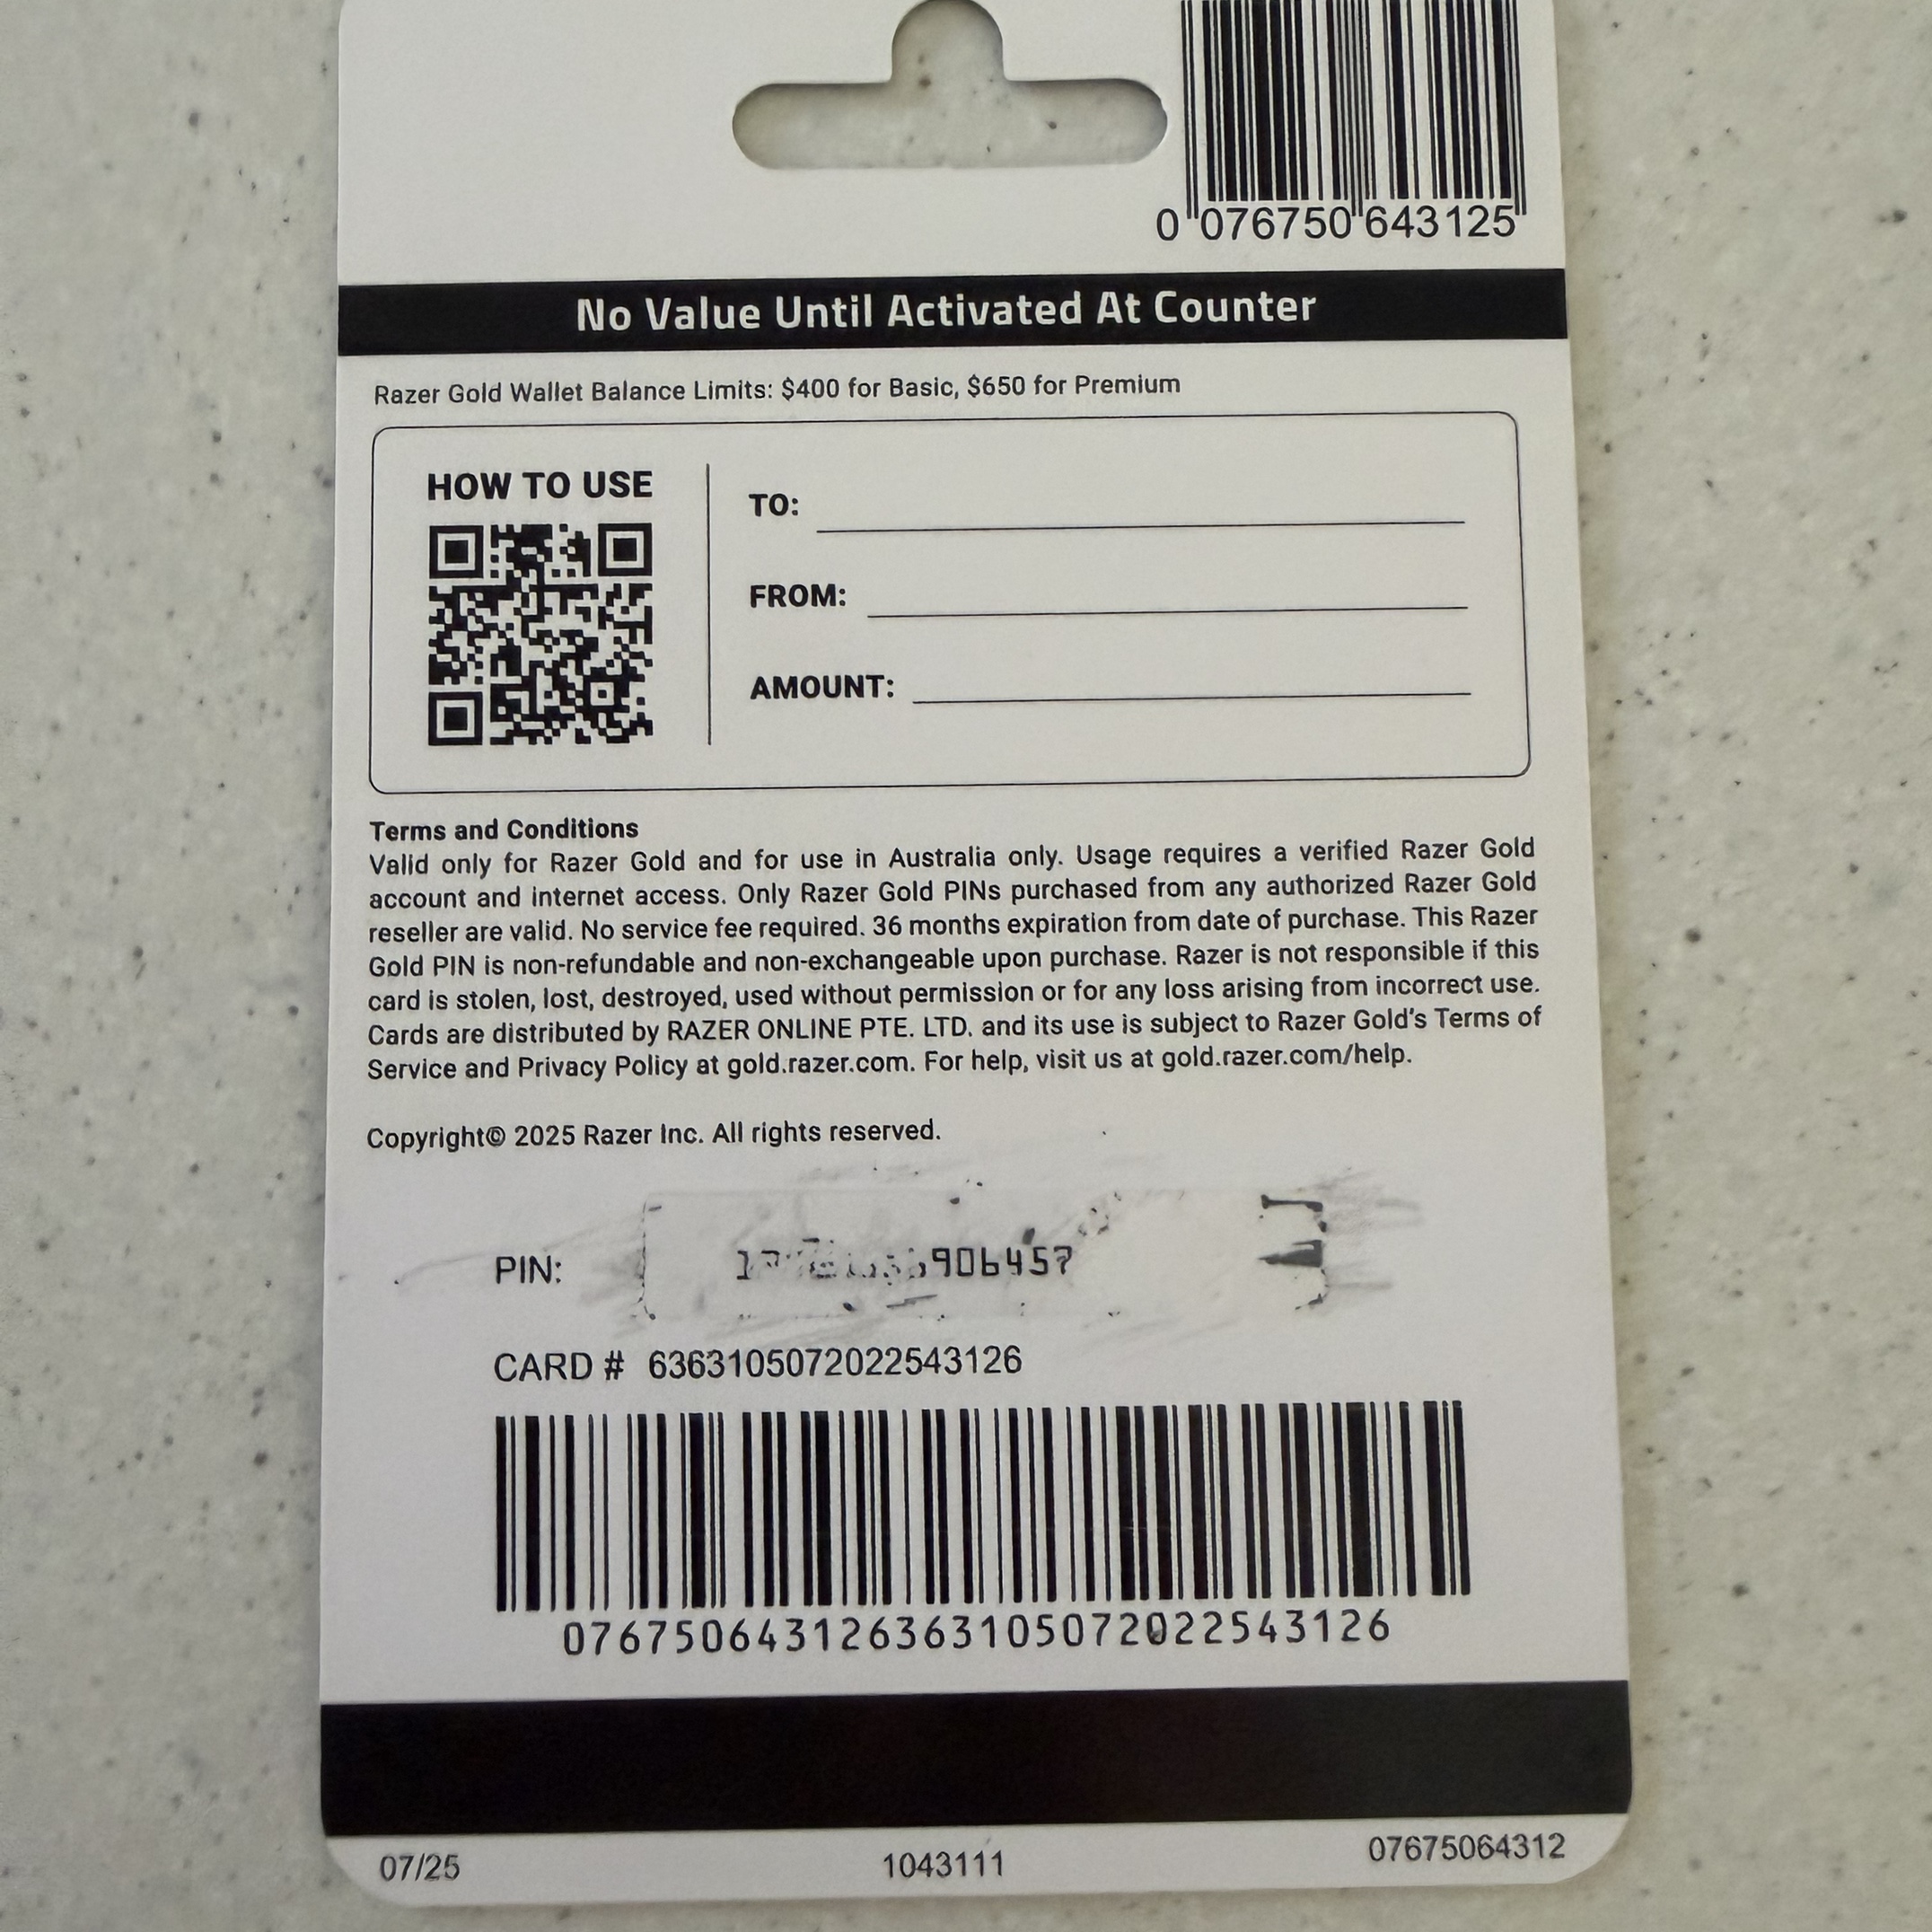 0 076750 643125
No Value Until Activated At Counter
Razer Gold Wallet Balance Limits: $400 for Basic, $650 for Premium
HOW TO USE
TO:
FROM:
AMOUNT:
Terms and Conditions
Valid only for Razer Gold and for use in Australia only. Usage requires a verified Razer Gold
account and internet access. Only Razer Gold PINs purchased from any authorized Razer Gold
reseller are valid. No service fee required. 36 months expiration from date of purchase. This Razer
Gold PIN is non-refundable and non-exchangeable upon purchase. Razer is not responsible if this
card is stolen, lost, destroyed, used without permission or for any loss arising from incorrect use.
Cards are distributed by RAZER ONLINE PTE. LTD. and its use is subject to Razer Gold's Terms of
Service and Privacy Policy at gold.razer.com. For help, visit us at gold.razer.com/help.
Copyright© 2025 Razer Inc. All rights reserved.
PIN:
CARD # 6363105072022543126
076750643126363105072022543126
07/25
1043111
07675064312